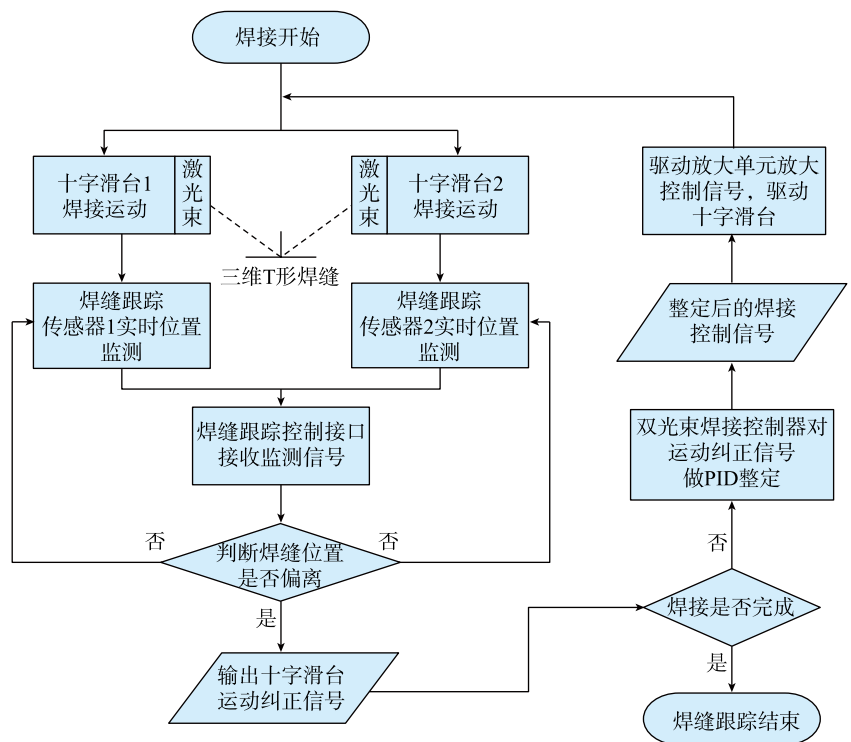 焊接开始
十字滑台1
焊接运动
激
光
束
激
光
束
十字滑台2
焊接运动
三维T形焊缝
焊缝跟踪
传感器1实时位置
监测
焊缝跟踪
传感器2实时位置
监测
焊缝跟踪控制接口
接收监测信号
否
判断焊缝位置
是否偏离
否
是
输出十字滑台
运动纠正信号
驱动放大单元放大
控制信号，驱动
十字滑台
整定后的焊接
控制信号
双光束焊接控制器对
运动纠正信号
做PID整定
否
焊接是否完成
是
焊缝跟踪结束